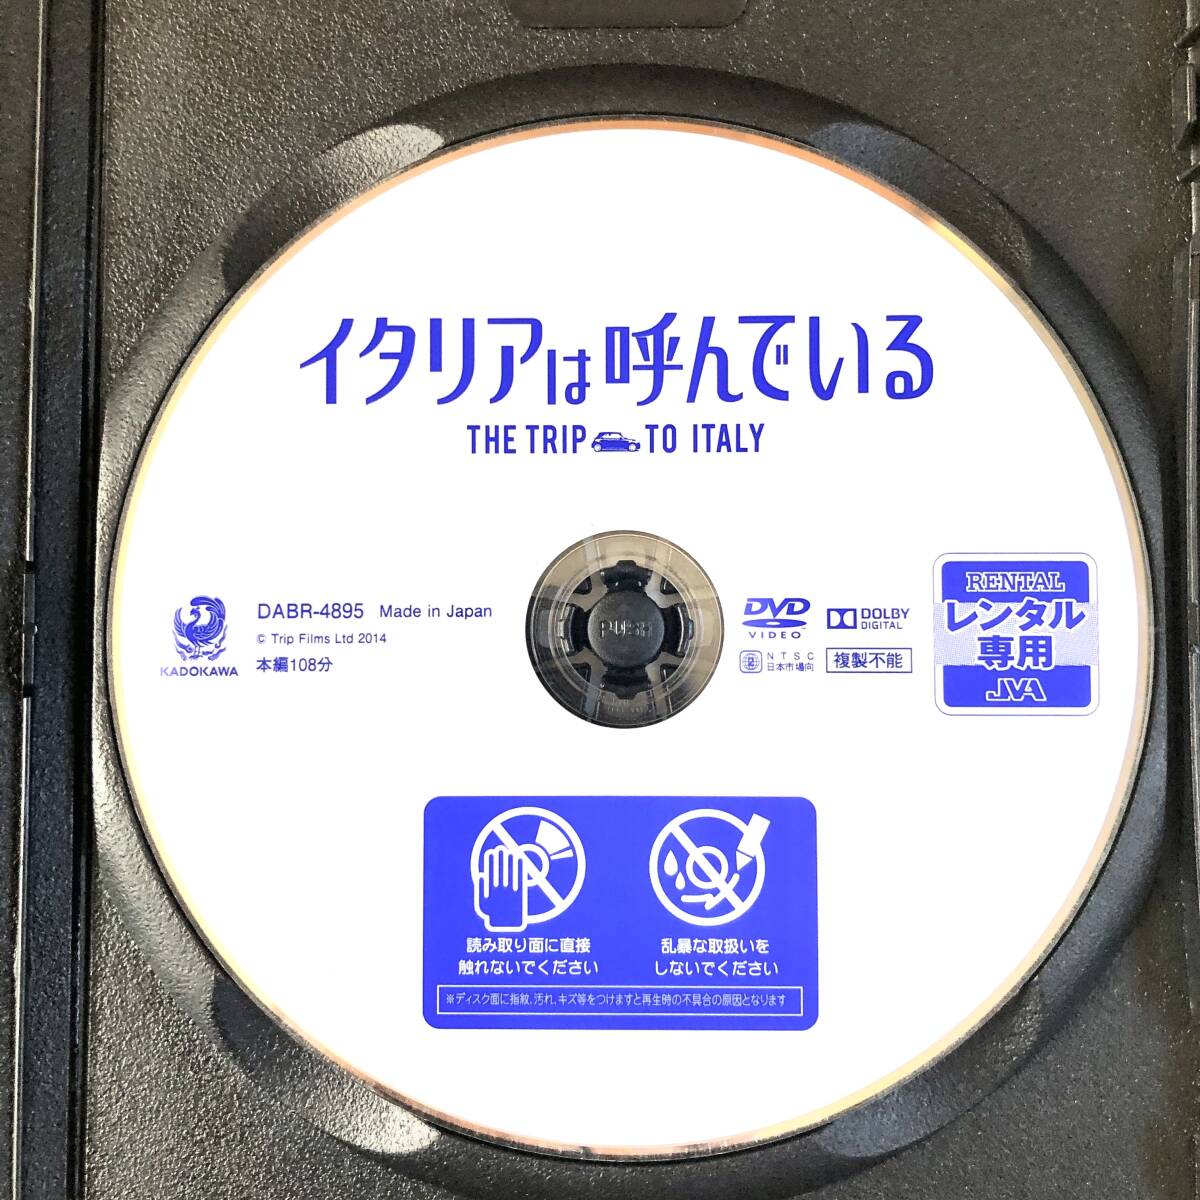 イタリアは呼んでいる
THE TRIP TO ITALY
KADOKAWA
DABR-4895 Made in Japan
© Trip Films Ltd 2014
本編108分
PUSH
DVD
VIDEO
DOLBY
DIGITAL
2
NTSC
日本市場向
複製不能
RENTAL
レンタル
専用
JVA
読み取り面に直接
触れないでください
乱暴な取扱いを
しないでください
※ディスク面に指紋、汚れ、キズ等をつけますと再生時の不具合の原因となります